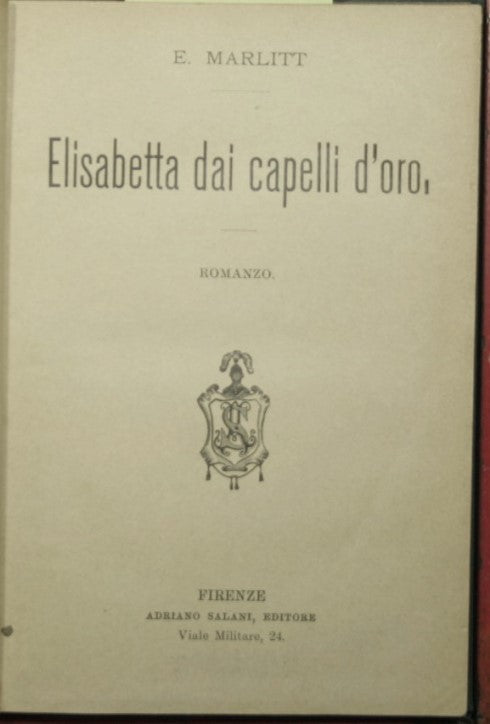 E. MARLITT
Elisabetta dai capelli d'oro.
ROMANZO.
FIRENZE
ADRIANO SALANI, EDITORE
Viale Militare, 24.